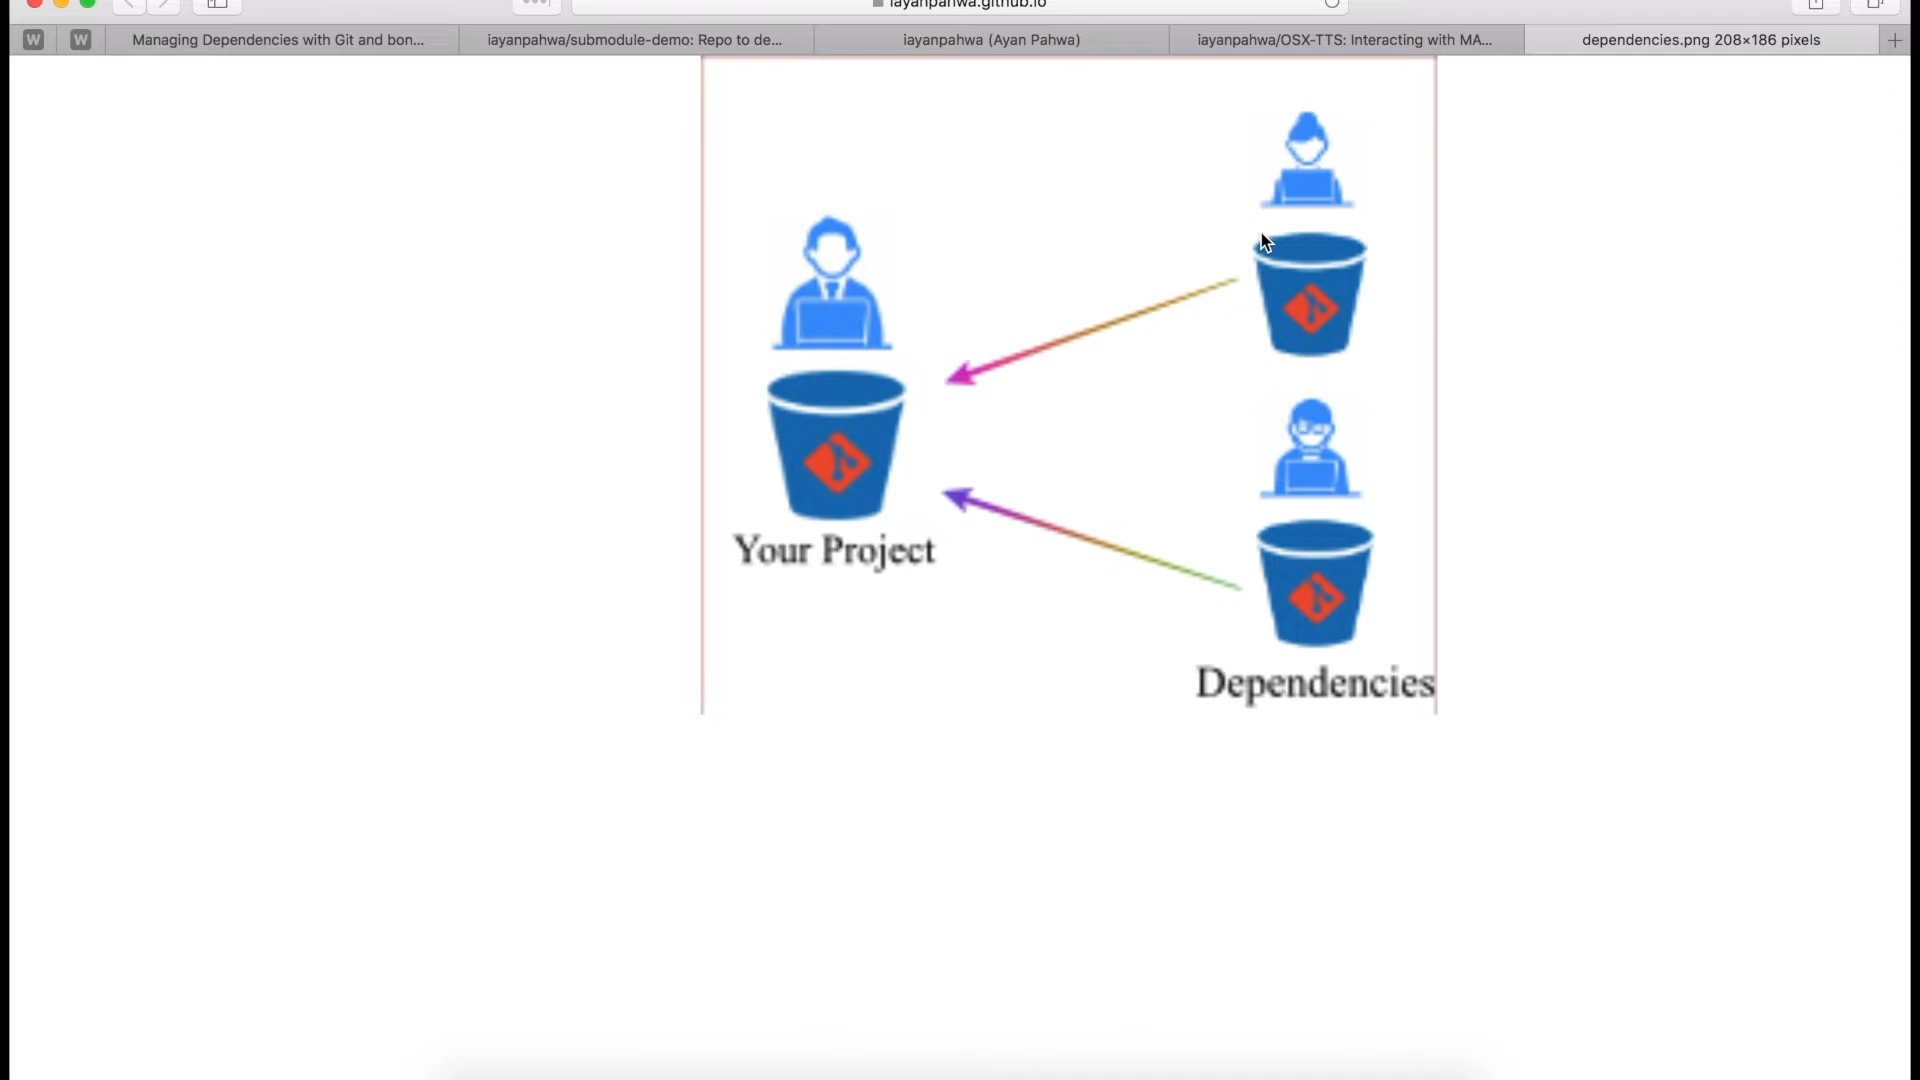 iayanpahwa.github.io
W
W
Managing Dependencies with Git and bon...
iayanpahwa/submodule-demo: Repo to de...
iayanpahwa (Ayan Pahwa)
iayanpahwa/OSX-TTS: Interacting with MA...
dependencies.png 208×186 pixels
Your Project
Dependencies